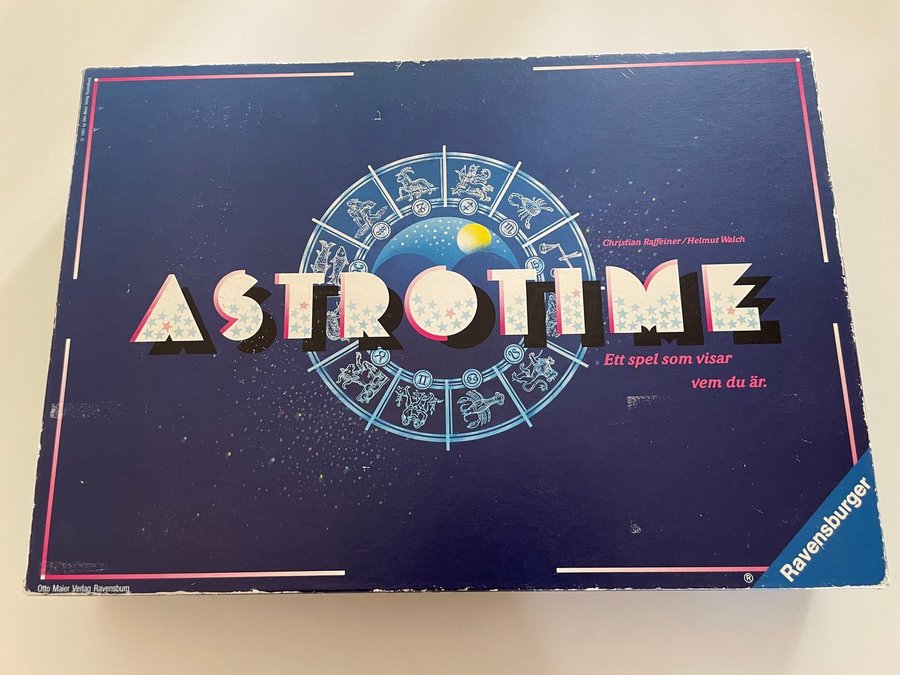 ASTROTIME
Christian Raffeiner/Helmut Walch
Ett spel som visar
vem du är.
Ravensburger
®
Otto Maier Verlag Ravensburg